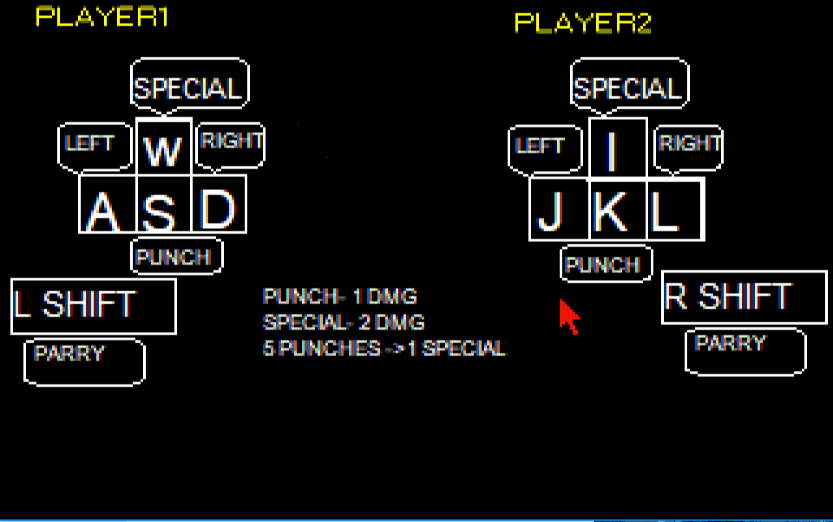 PLAYER1
PLAYER2
SPECIAL
SPECIAL
LEFT
W
RIGHT
LEFT
I
RIGHT
A S D
J K L
PUNCH
PUNCH
L SHIFT
R SHIFT
PARRY
PARRY
PUNCH- 1 DMG
SPECIAL- 2 DMG
5 PUNCHES ->1 SPECIAL